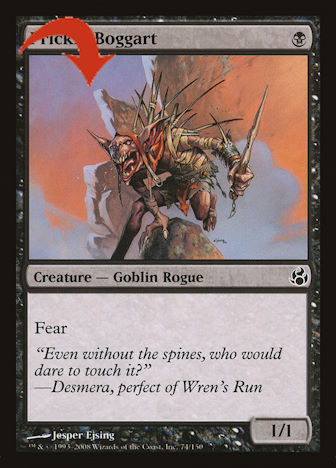 Boggart
Creature — Goblin Rogue
Fear
“Even without the spines, who would
dare to touch it?”
—Desmera, perfect of Wren's Run
Jesper Ejsing
1/1
™ & © 1993-2008 Wizards of the Coast, Inc. 74/150